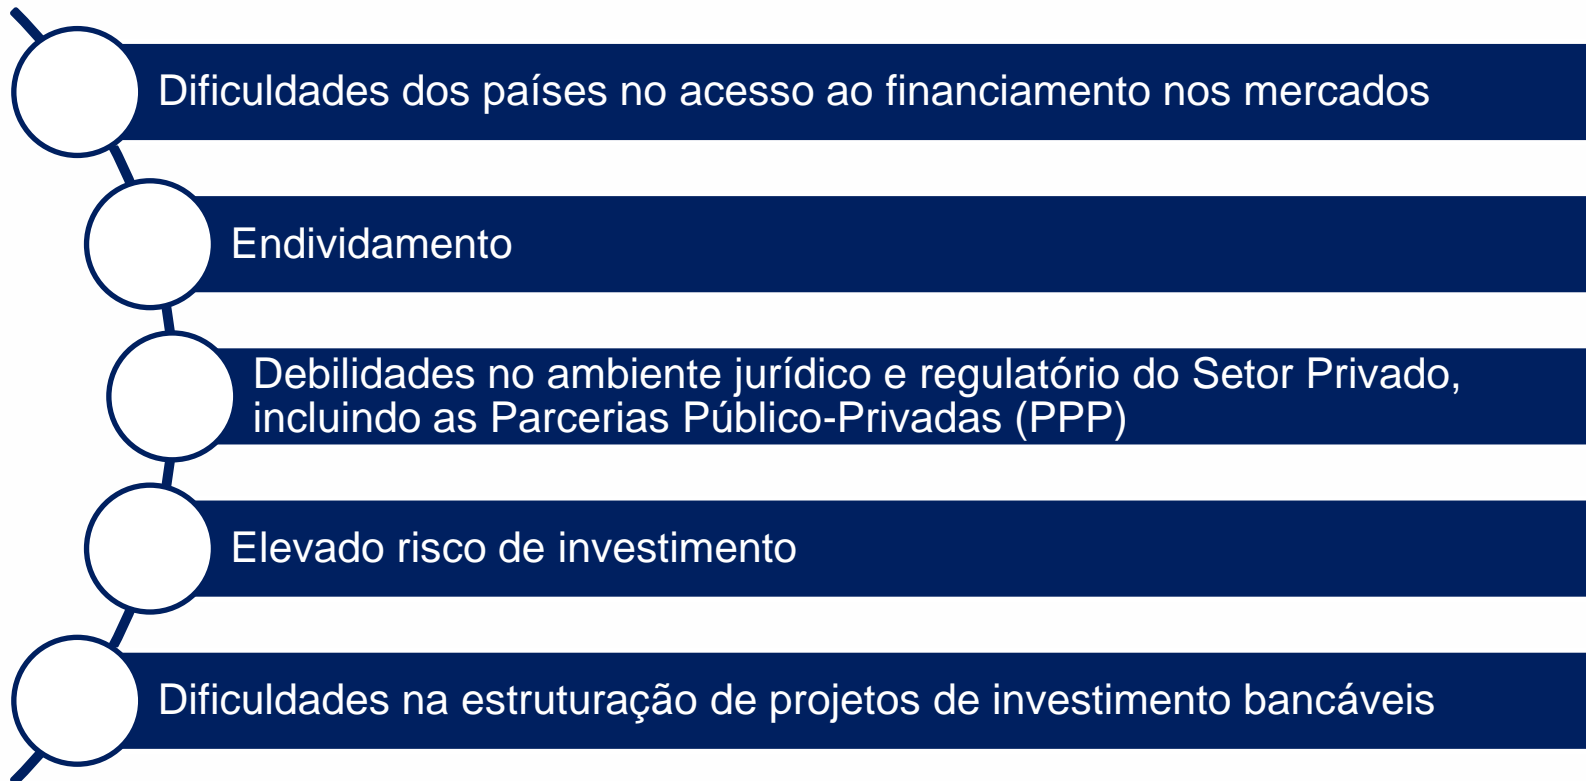 Dificuldades dos países no acesso ao financiamento nos mercados
Endividamento
Debilidades no ambiente jurídico e regulatório do Setor Privado,
incluindo as Parcerias Público-Privadas (PPP)
Elevado risco de investimento
Dificuldades na estruturação de projetos de investimento bancáveis